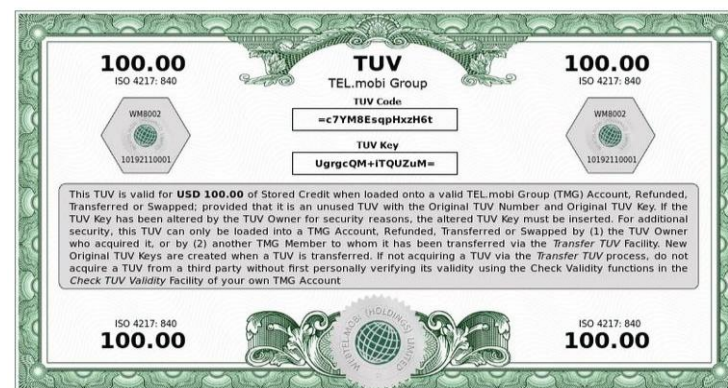 100.00
ISO 4217: 840
TUV
TEL.mobi Group
100.00
ISO 4217: 840
TUV Code
=c7YM8EsqpHxzH6t
WM8002
10192110001
WM8002
10192110001
TUV Key
UgrgcQM+iTQUZuM=
This TUV is valid for USD 100.00 of Stored Credit when loaded onto a valid TEL.mobi Group (TMG) Account, Refunded,
Transferred or Swapped; provided that it is an unused TUV with the Original TUV Number and Original TUV Key. If the
TUV Key has been altered by the TUV Owner for security reasons, the altered TUV Key must be inserted. For additional
security, this TUV can only be loaded into a TMG Account, Refunded, Transferred or Swapped by (1) the TUV Owner
who acquired it, or by (2) another TMG Member to whom it has been transferred via the Transfer TUV Facility. New
Original TUV Keys are created when a TUV is transferred. If not acquiring a TUV via the Transfer TUV process, do not
acquire a TUV from a third party without first personally verifying its validity using the Check Validity functions in the
Check TUV Validity Facility of your own TMG Account
ISO 4217: 840
100.00
(HOLDINGS)
ISO 4217: 840
100.00